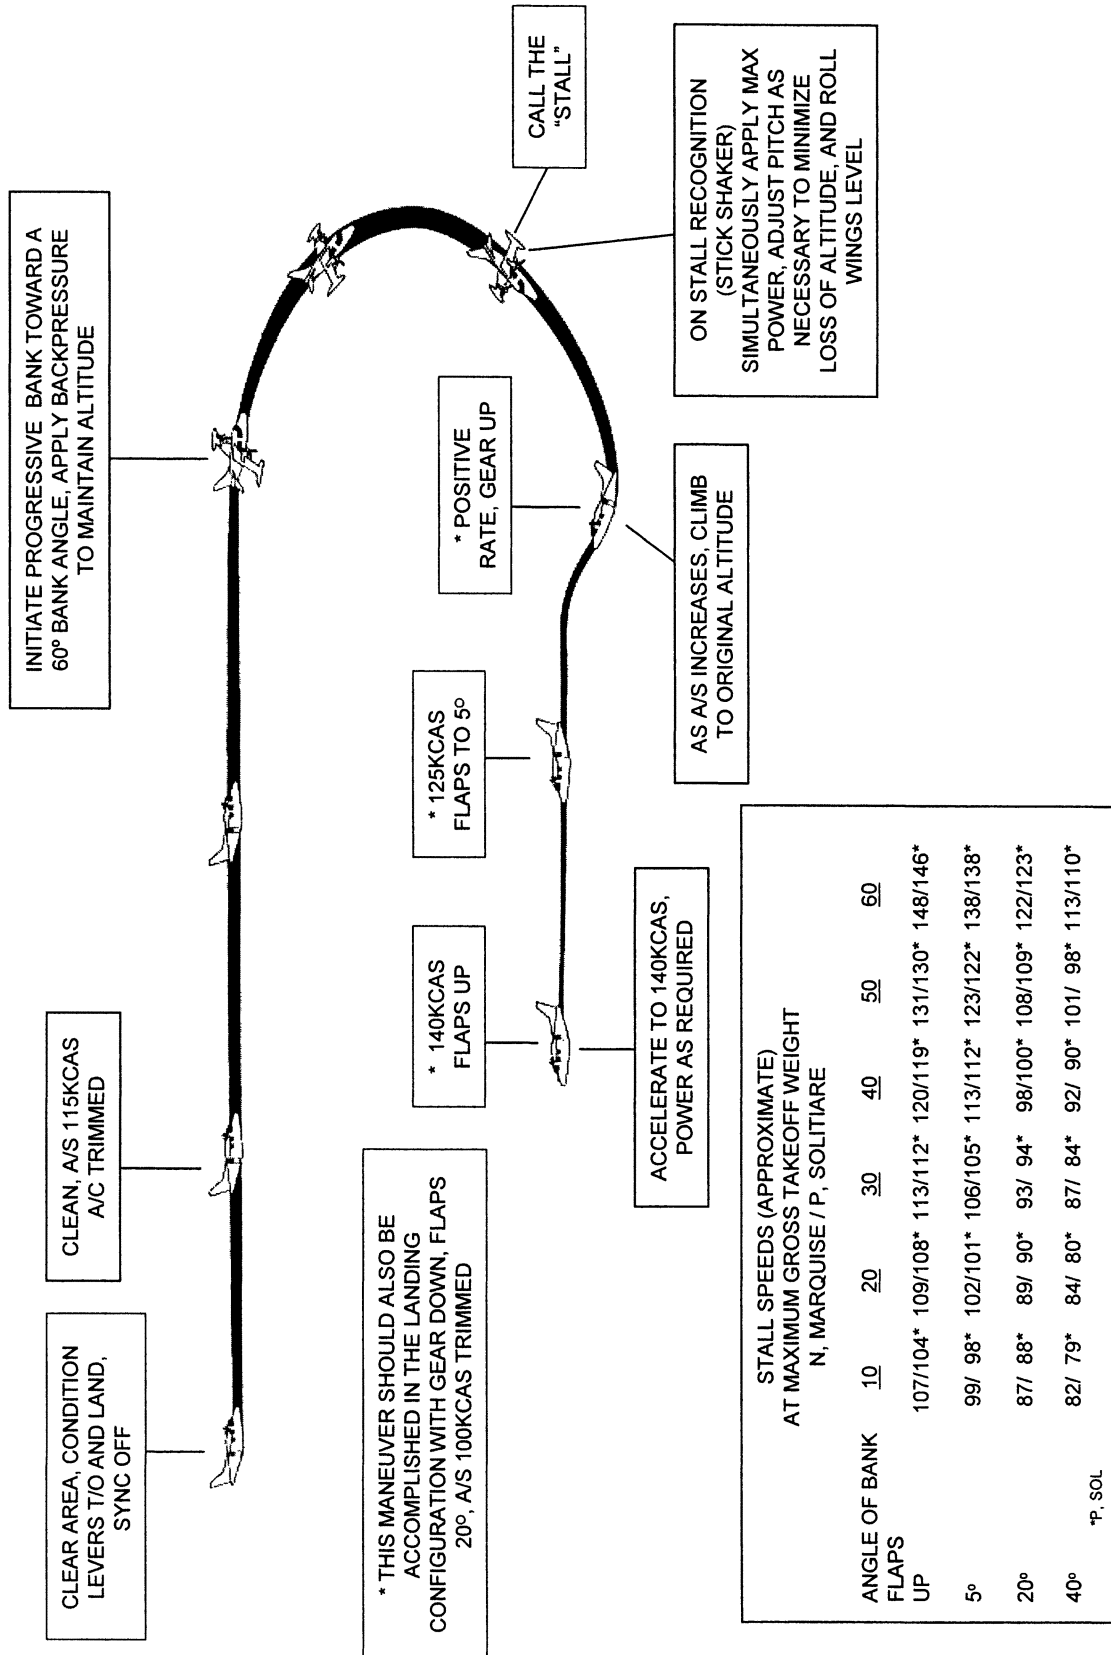 CLEAR AREA, CONDITION
LEVERS T/O AND LAND,
SYNC OFF
CLEAN, A/S 115KCAS
A/C TRIMMED
INITIATE PROGRESSIVE BANK TOWARD A
60º BANK ANGLE, APPLY BACKPRESSURE
TO MAINTAIN ALTITUDE
CALL THE
"STALL"
ON STALL RECOGNITION
(STICK SHAKER)
SIMULTANEOUSLY APPLY MAX
POWER, ADJUST PITCH AS
NECESSARY TO MINIMIZE
LOSS OF ALTITUDE, AND ROLL
WINGS LEVEL
* POSITIVE
RATE, GEAR UP
AS A/S INCREASES, CLIMB
TO ORIGINAL ALTITUDE
* 125KCAS
FLAPS TO 5º
* 140KCAS
FLAPS UP
ACCELERATE TO 140KCAS,
POWER AS REQUIRED
* THIS MANEUVER SHOULD ALSO BE
ACCOMPLISHED IN THE LANDING
CONFIGURATION WITH GEAR DOWN, FLAPS
20º, A/S 100KCAS TRIMMED
STALL SPEEDS (APPROXIMATE)
AT MAXIMUM GROSS TAKEOFF WEIGHT
N, MARQUISE / P, SOLITIARE
ANGLE OF BANK 10 20 30 40 50 60
FLAPS
UP 107/104* 109/108* 113/112* 120/119* 131/130* 148/146*
5º 99/ 98* 102/101* 106/105* 113/112* 123/122* 138/138*
20º 87/ 88* 89/ 90* 93/ 94* 98/100* 108/109* 122/123*
40º 82/ 79* 84/ 80* 87/ 84* 92/ 90* 101/ 98* 113/110*
*P, SOL